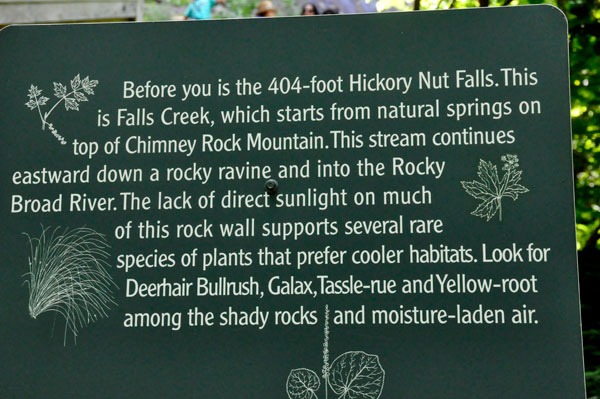 Before you is the 404-foot Hickory Nut Falls. This
is Falls Creek, which starts from natural springs on
top of Chimney Rock Mountain. This stream continues
eastward down a rocky ravine and into the Rocky
Broad River. The lack of direct sunlight on much
of this rock wall supports several rare
species of plants that prefer cooler habitats. Look for
Deerhair Bullrush, Galax, Tassle-rue and Yellow-root
among the shady rocks and moisture-laden air.